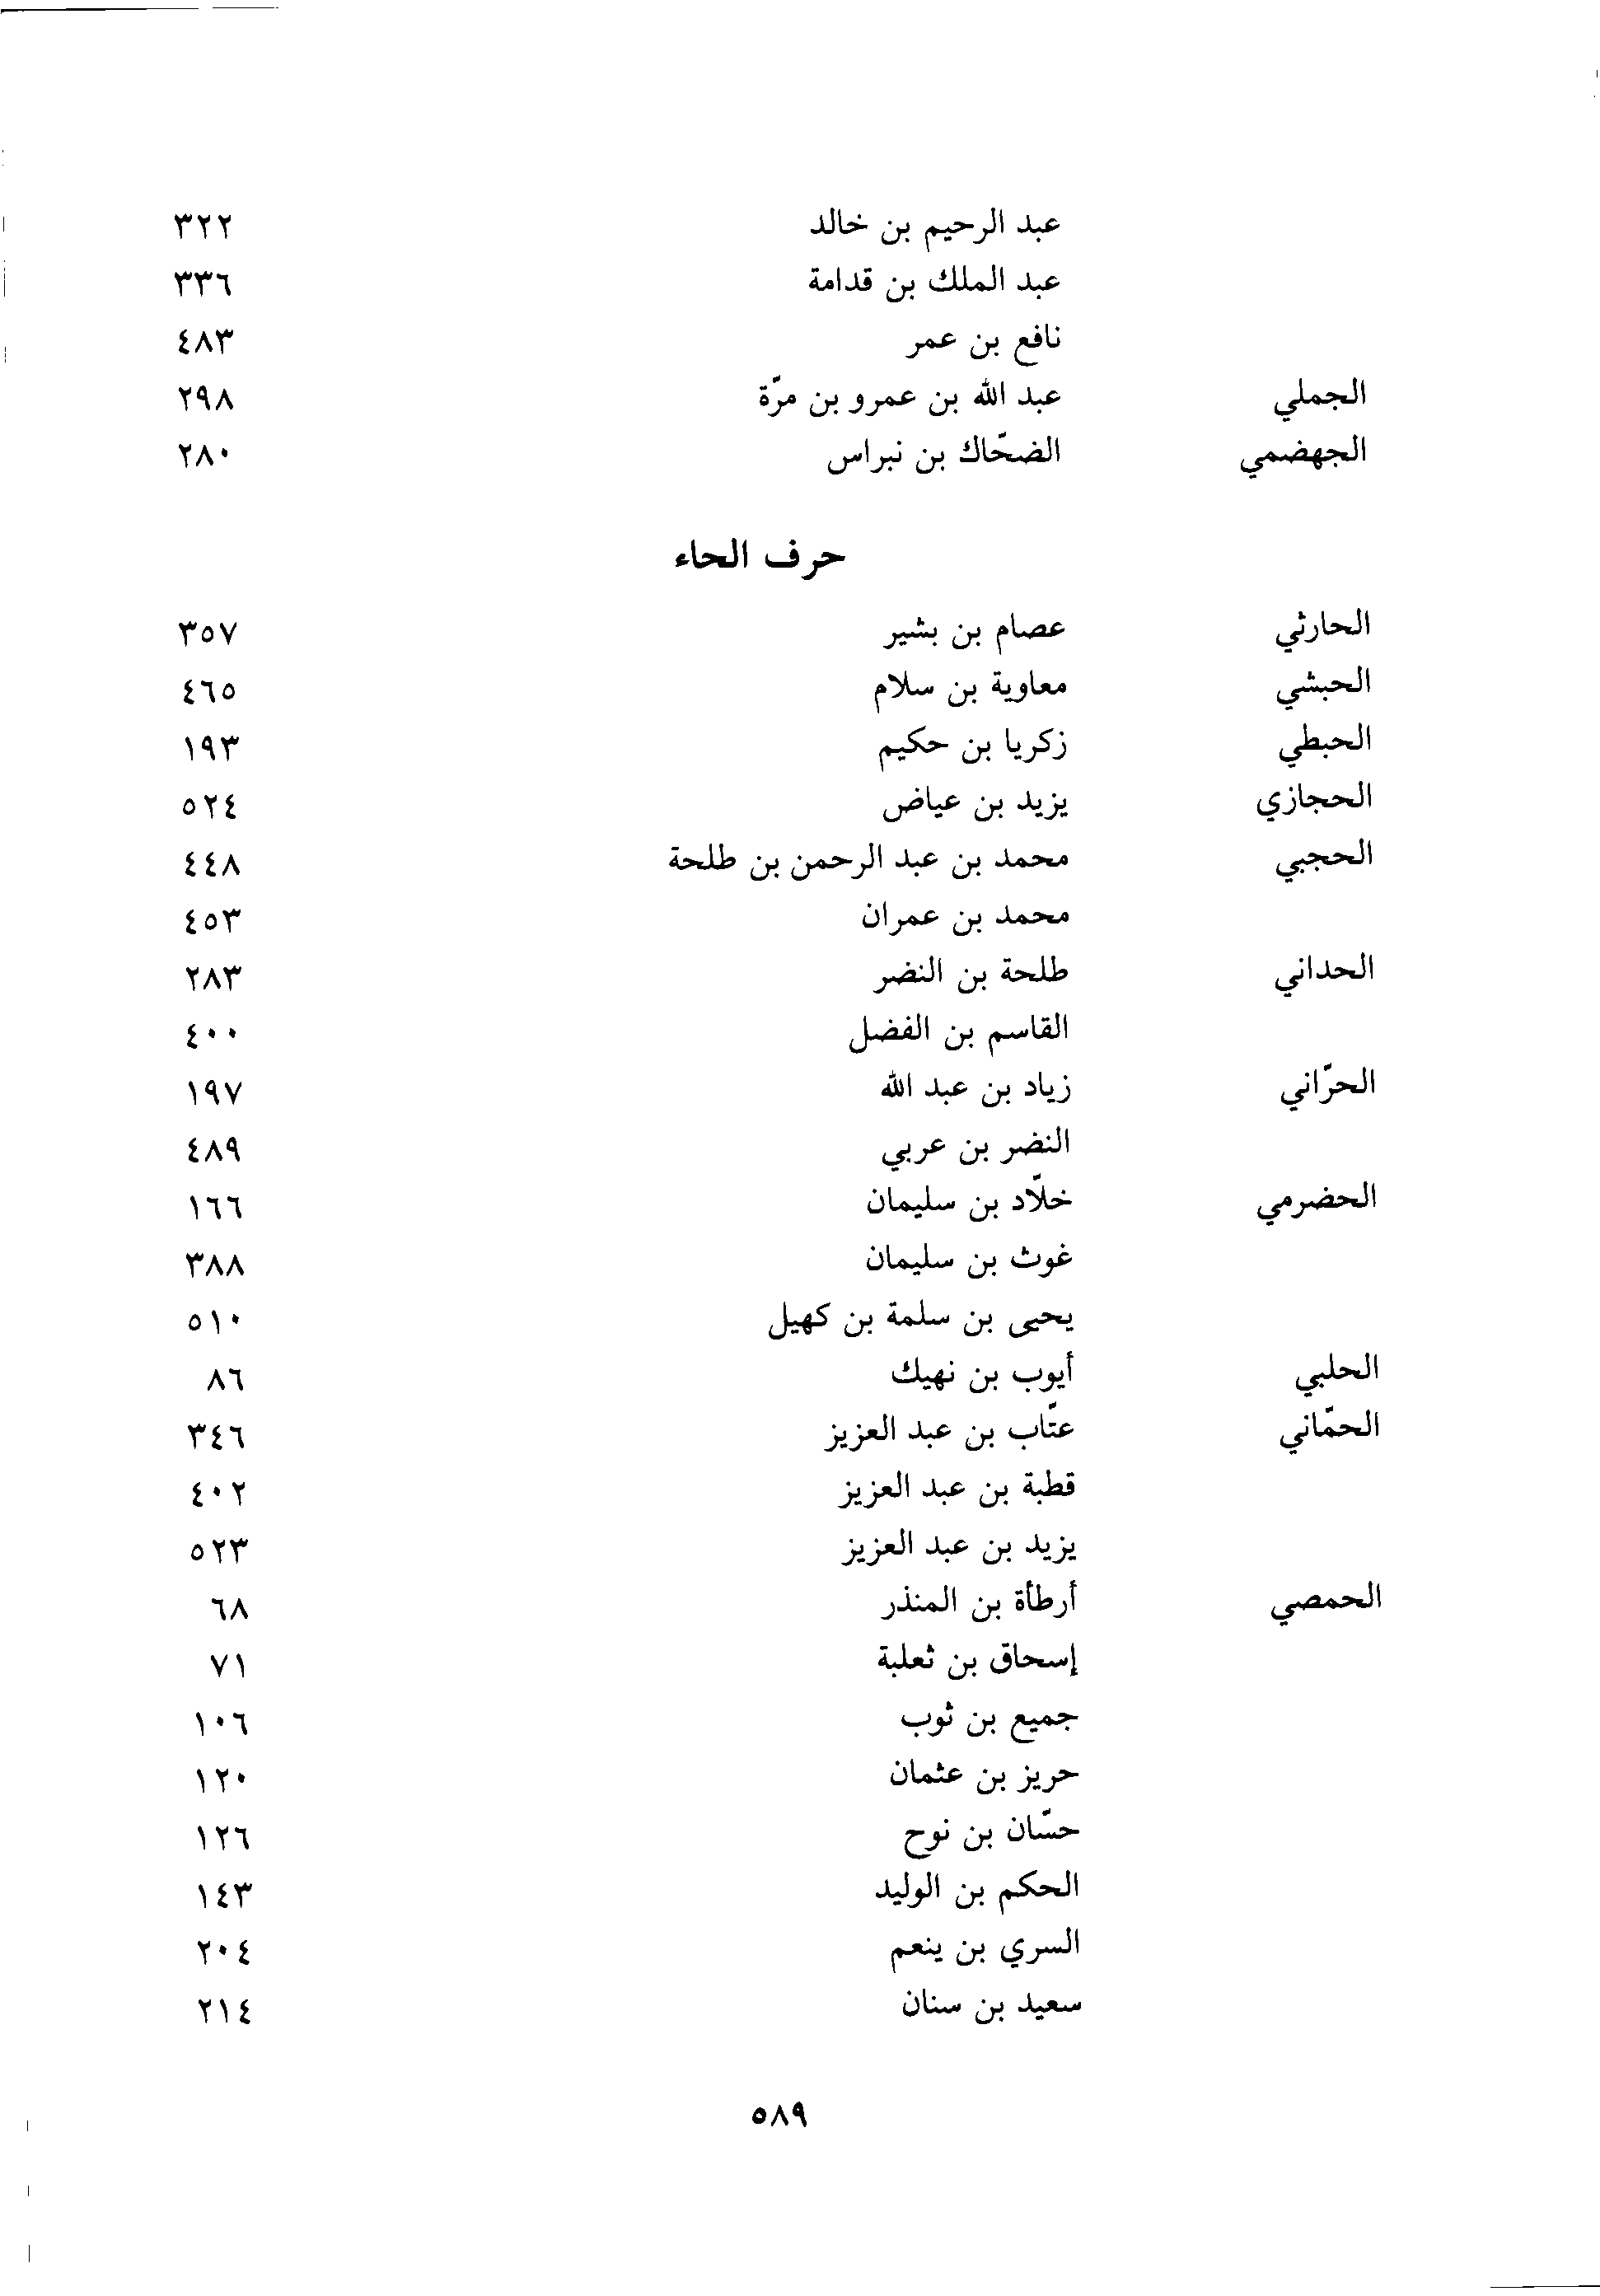 عبد الرحيم بن خالد ٣٢٢
عبد الملك بن قدامة ٣٣٦
نافع بن عمر ٤٨٣
الجملي عبد الله بن عمرو بن مرّة ٢٩٨
الجهضمي الضحّاك بن نبراس ٢٨٠
حرف الحاء
الحارثي عصام بن بشير ٣٥٧
الحبشي معاوية بن سلام ٤٦٥
الحبطي زكريا بن حكيم ١٩٣
الحجازي يزيد بن عياض ٥٢٤
الحجبي محمد بن عبد الرحمن بن طلحة ٤٤٨
محمد بن عمران ٤٥٣
الحداني طلحة بن النضر ٢٨٣
القاسم بن الفضل ٤٠٠
الحرّاني زياد بن عبد الله ١٩٧
النضر بن عربي ٤٨٩
الحضرمي خلّاد بن سليمان ١٦٦
غوث بن سليمان ٣٨٨
يحيى بن سلمة بن كهيل ٥١٠
الحلبي أيوب بن نهيك ٨٦
الحمّاني عتّاب بن عبد العزيز ٣٤٦
قطبة بن عبد العزيز ٤٠٢
يزيد بن عبد العزيز ٥٢٣
الحمصي أرطأة بن المنذر ٦٨
إسحاق بن ثعلبة ٧١
جميع بن ثوب ١٠٦
حريز بن عثمان ١٢٠
حسّان بن نوح ١٢٦
الحكم بن الوليد ١٤٣
السري بن ينعم ٢٠٤
سعيد بن سنان ٢١٤
٥٨٩